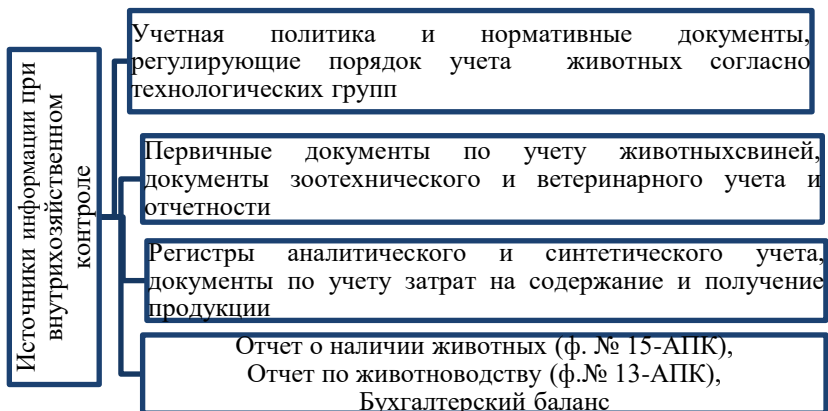 Источники информации при
внутрихозяйственном
контроле
Учетная политика и нормативные документы,
регулирующие порядок учета животных согласно
технологических групп
Первичные документы по учету животныхсвиней,
документы зоотехнического и ветеринарного учета и
отчетности
Регистры аналитического и синтетического учета,
документы по учету затрат на содержание и получение
продукции
Отчет о наличии животных (ф. № 15-АПК),
Отчет по животноводству (ф.№ 13-АПК),
Бухгалтерский баланс